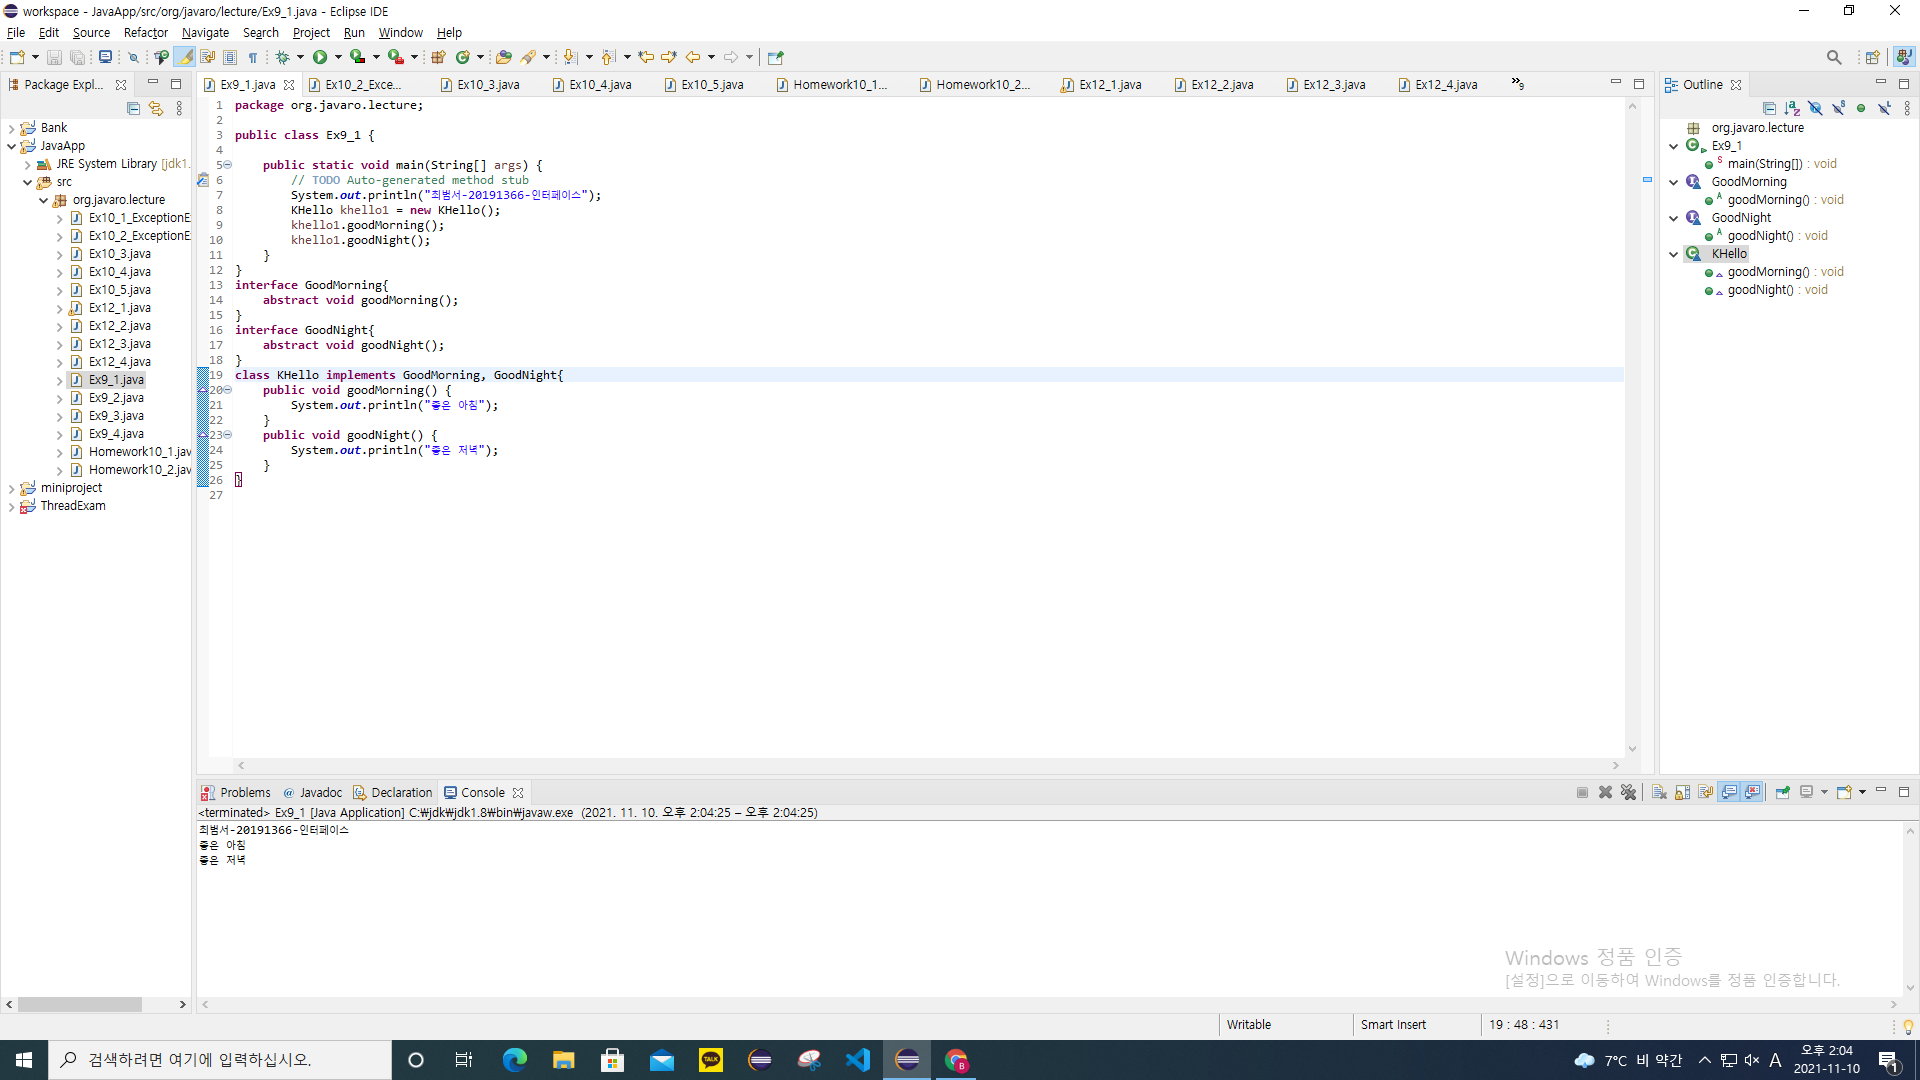 workspace - JavaApp/src/org/javaro/lecture/Ex9_1.java - Eclipse IDE
File Edit Source Refactor Navigate Search Project Run Window Help
Package Expl...
Bank
JavaApp
JRE System Library [jdk1.
src
org.javaro.lecture
Ex10_1_ExceptionE
Ex10_2_ExceptionE
Ex10_3.java
Ex10_4.java
Ex10_5.java
Ex12_1.java
Ex12_2.java
Ex12_3.java
Ex12_4.java
Ex9_1.java
Ex9_2.java
Ex9_3.java
Ex9_4.java
Homework10_1.jav
Homework10_2.jav
miniproject
ThreadExam
Ex9_1.java Ex10_2_Exce... Ex10_3.java Ex10_4.java Ex10_5.java Homework10_1... Homework10_2... Ex12_1.java Ex12_2.java Ex12_3.java Ex12_4.java »9
1 package org.javaro.lecture;
2
3 public class Ex9_1 {
4
5 public static void main(String[] args) {
6 // TODO Auto-generated method stub
7 System.out.println("최범서-20191366-인터페이스");
8 KHello khello1 = new KHello();
9 khello1.goodMorning();
10 khello1.goodNight();
11 }
12 }
13 interface GoodMorning{
14 abstract void goodMorning();
15 }
16 interface GoodNight{
17 abstract void goodNight();
18 }
19 class KHello implements GoodMorning, GoodNight{
20 public void goodMorning() {
21 System.out.println("좋은 아침");
22 }
23 public void goodNight() {
24 System.out.println("좋은 저녁");
25 }
26 }
27
Outline
org.javaro.lecture
Ex9_1
main(String[]) : void
GoodMorning
goodMorning() : void
GoodNight
goodNight() : void
KHello
goodMorning() : void
goodNight() : void
Problems @ Javadoc Declaration Console
<terminated> Ex9_1 [Java Application] C:₩jdk₩jdk1.8₩bin₩javaw.exe (2021. 11. 10. 오후 2:04:25 – 오후 2:04:25)
최범서-20191366-인터페이스
좋은 아침
좋은 저녁
Windows 정품 인증
[설정]으로 이동하여 Windows를 정품 인증합니다.
Writable Smart Insert 19 : 48 : 431
검색하려면 여기에 입력하십시오.
TALK
B
7°C 비 약간
A
오후 2:04
2021-11-10
1